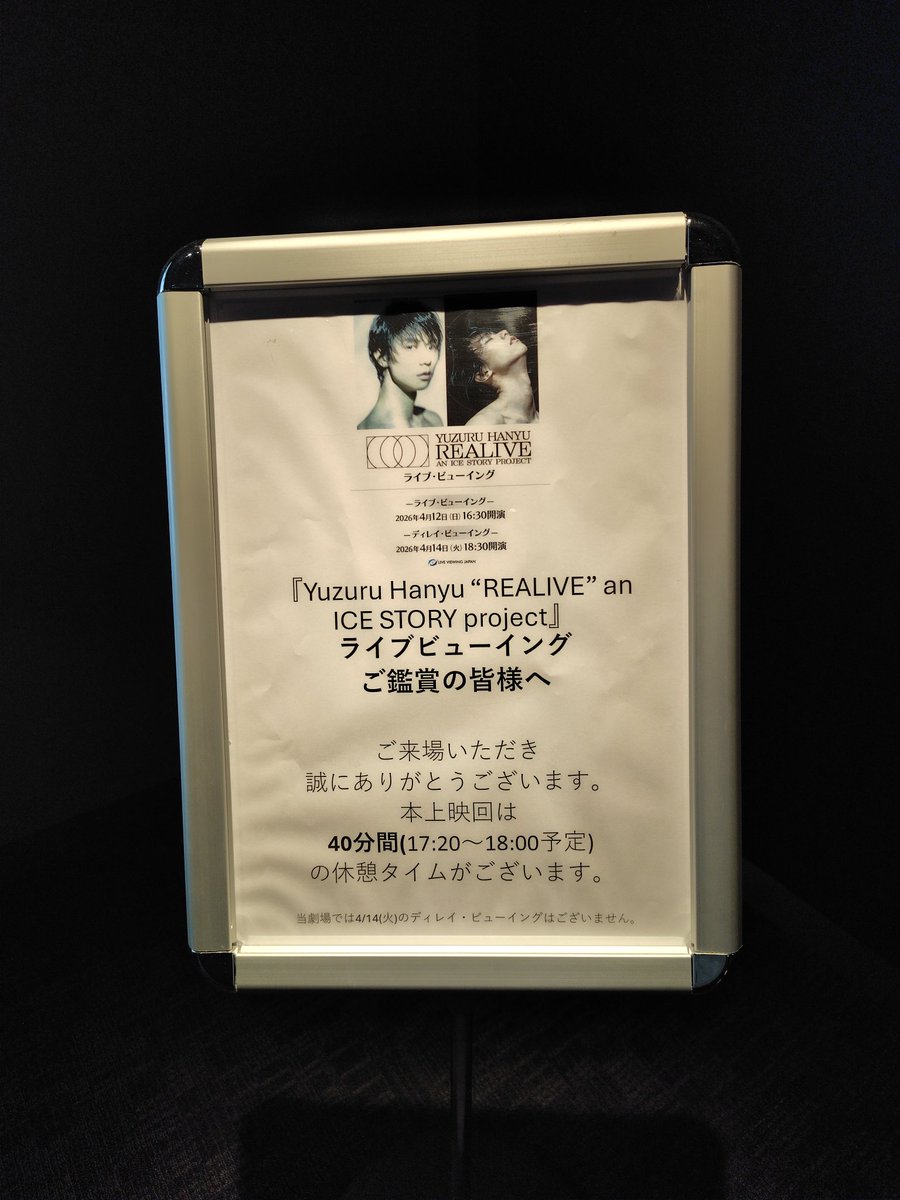 YUZURU HANYU
REALIVE
AN ICE STORY PROJECT
ライブ・ビューイング
―ライブ・ビューイング―
2026年4月12日(日)16:30開演
―ディレイ・ビューイング―
2026年4月14日(火)18:30開演
LIVE VIEWING JAPAN
『Yuzuru Hanyu “REALIVE” an
ICE STORY project』
ライブビューイング
ご鑑賞の皆様へ
ご来場いただき
誠にありがとうございます。
本上映回は
40分間(17:20～18:00予定)
の休憩タイムがございます。
当劇場では4/14(火)のディレイ・ビューイングはございません。